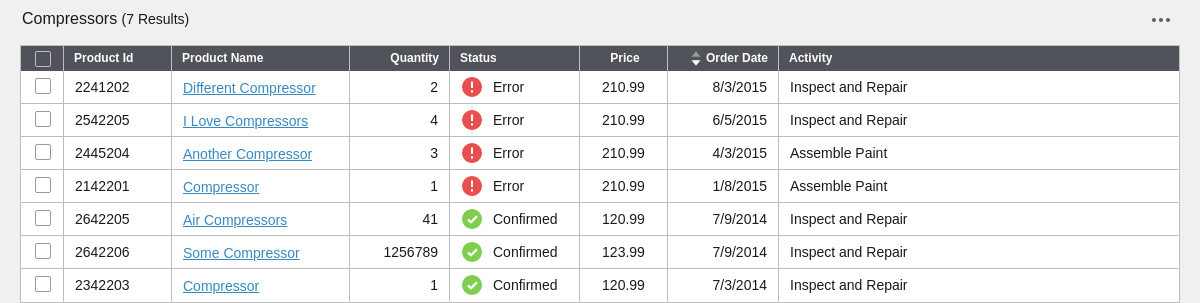 Compressors (7 Results)
Product Id Product Name Quantity Status Price Order Date Activity
2241202 Different Compressor 2 Error 210.99 8/3/2015 Inspect and Repair
2542205 I Love Compressors 4 Error 210.99 6/5/2015 Inspect and Repair
2445204 Another Compressor 3 Error 210.99 4/3/2015 Assemble Paint
2142201 Compressor 1 Error 210.99 1/8/2015 Assemble Paint
2642205 Air Compressors 41 Confirmed 120.99 7/9/2014 Inspect and Repair
2642206 Some Compressor 1256789 Confirmed 123.99 7/9/2014 Inspect and Repair
2342203 Compressor 1 Confirmed 120.99 7/3/2014 Inspect and Repair